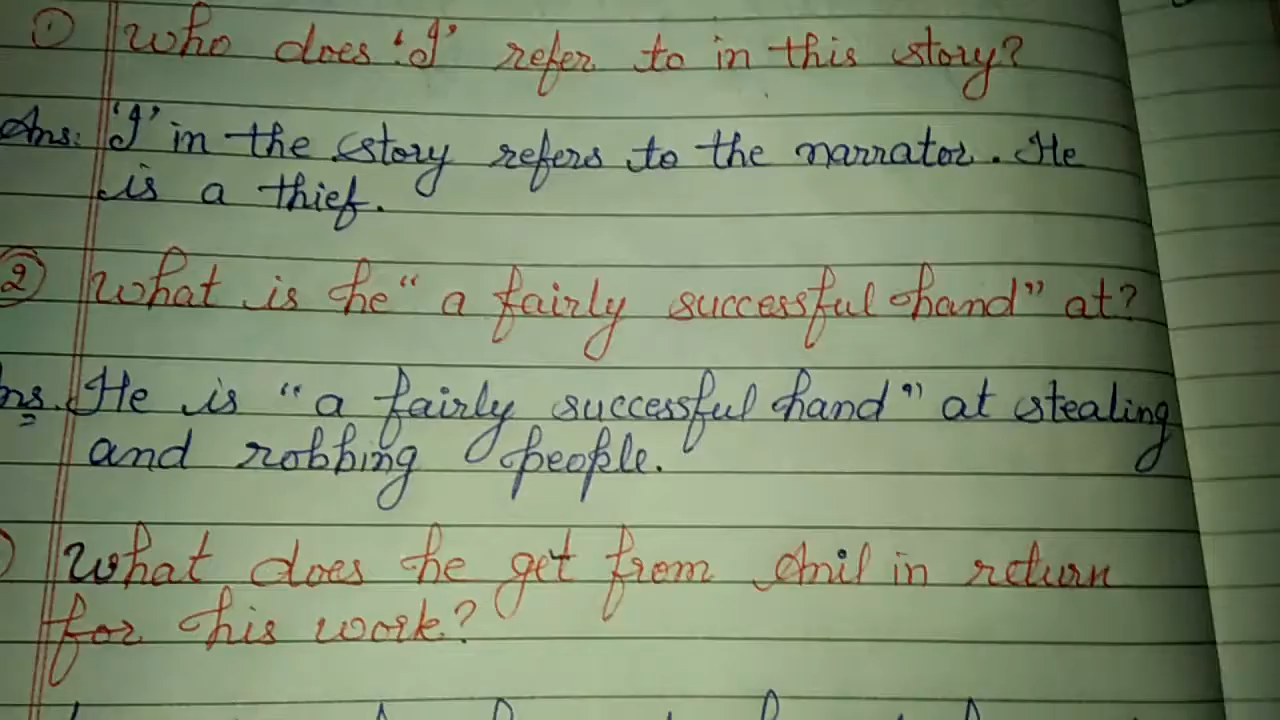 ① Who does 'I' refer to in this story?
Ans: 'I' in the story refers to the narrator. He
is a thief.
② What is he "a fairly successful hand" at?
ns. He is "a fairly successful hand" at stealing
and robbing people.
What does he get from Anil in return
for his work?